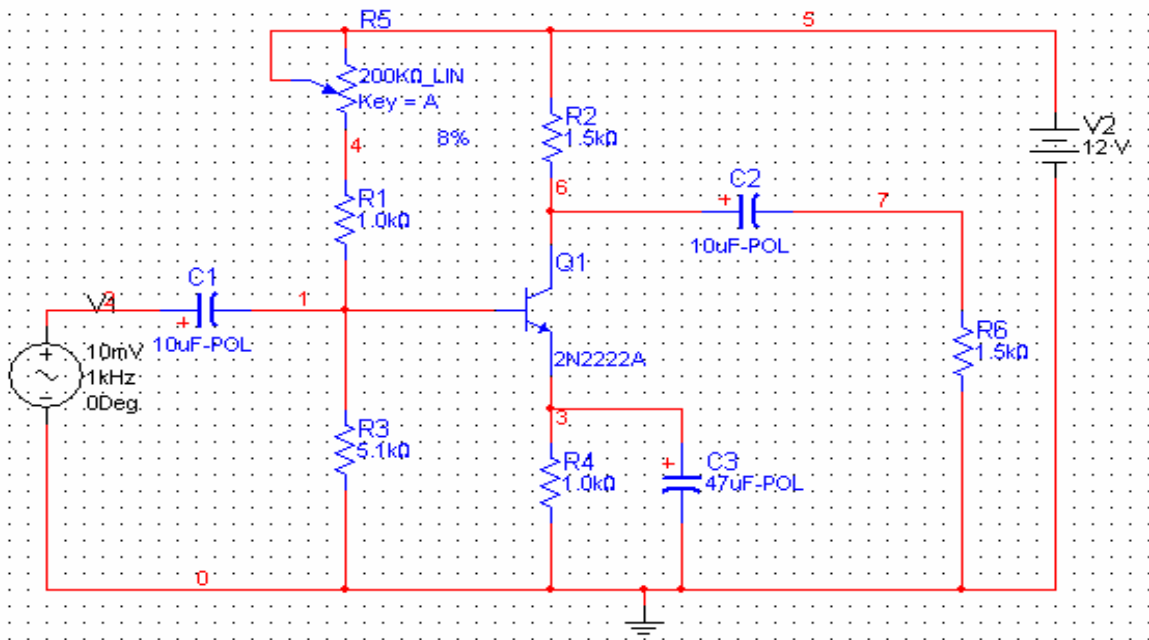 R5
5
200KΩ_LIN
Key = A
8%
4
R2
1.5kΩ
V2
12 V
6
C2
+
7
10uF-POL
R1
1.0kΩ
Q1
C1
V1
2
1
+
10uF-POL
10mV
1kHz
0Deg
2N2222A
R6
1.5kΩ
3
R3
5.1kΩ
R4
1.0kΩ
+
C3
47uF-POL
0